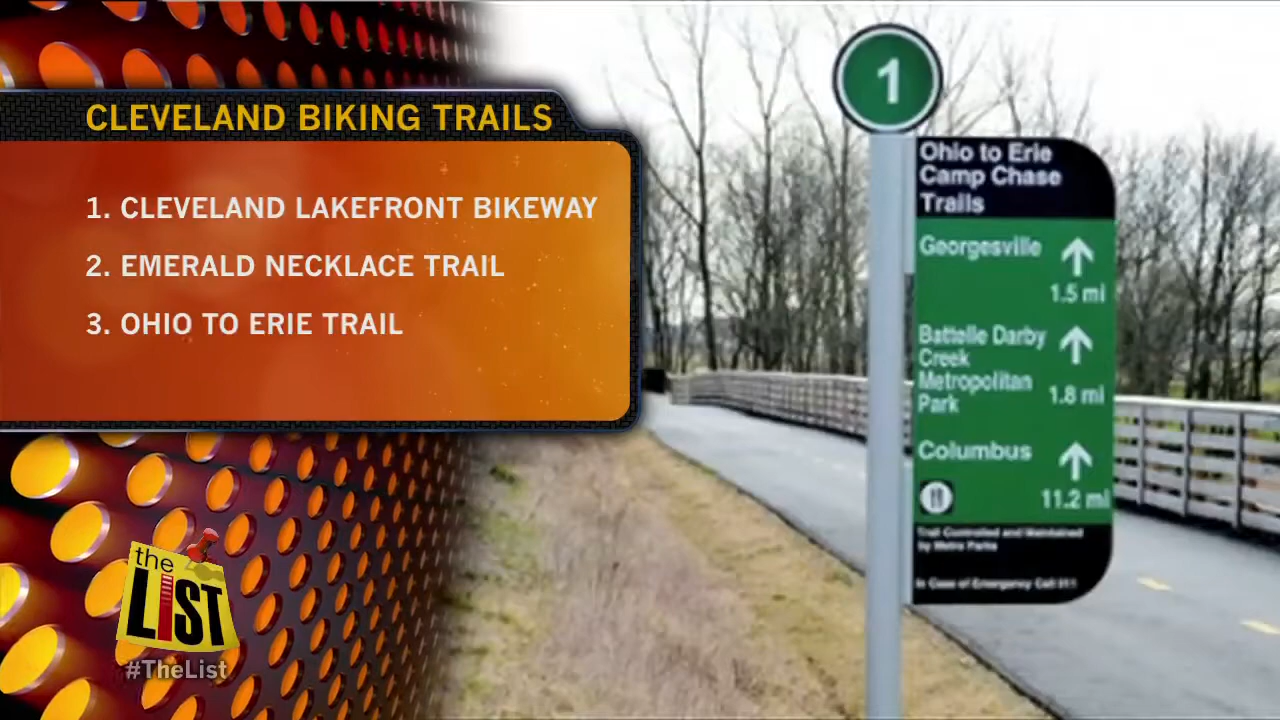 CLEVELAND BIKING TRAILS
1. CLEVELAND LAKEFRONT BIKEWAY
2. EMERALD NECKLACE TRAIL
3. OHIO TO ERIE TRAIL
the
LIST
#TheList
1
Ohio to Erie
Camp Chase
Trails
Georgesville
1.5 mi
Battelle Darby
Creek
Metropolitan
Park
1.8 mi
Columbus
11.2 mi
Trail Controlled and Maintained
by Metro Parks
In Case of Emergency Call 911